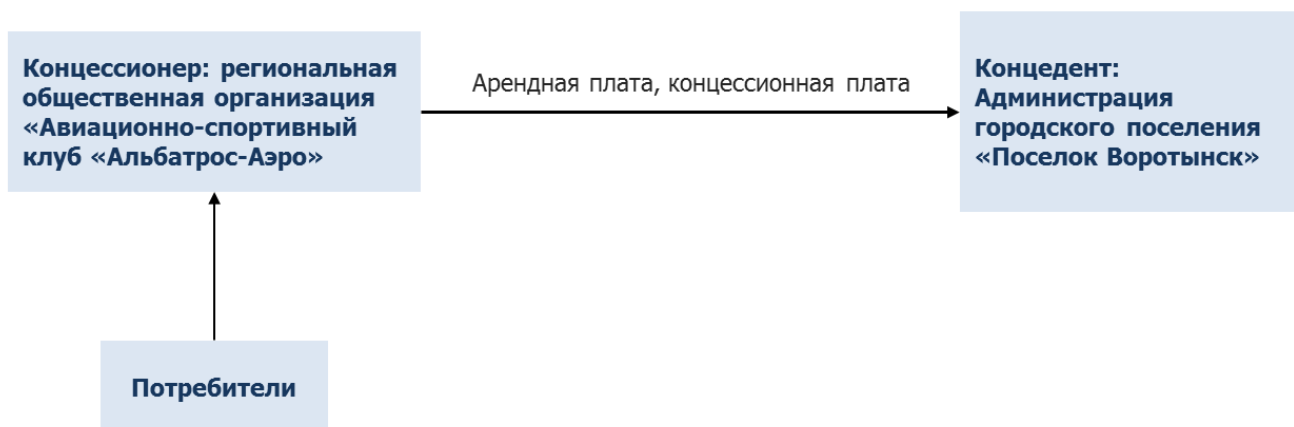 Концессионер: региональная
общественная организация
«Авиационно-спортивный
клуб «Альбатрос-Аэро»
Арендная плата, концессионная плата
Концедент:
Администрация
городского поселения
«Поселок Воротынск»
Потребители